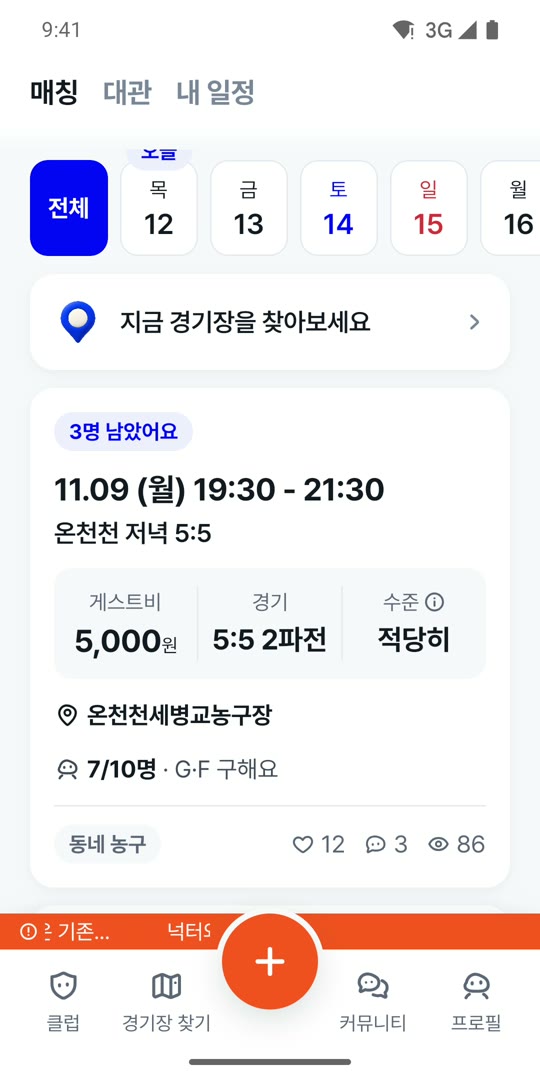 9:41 3G
매칭 대관 내 일정
오늘
전체 목 12 금 13 토 14 일 15 월 16
지금 경기장을 찾아보세요
3명 남았어요
11.09 (월) 19:30 - 21:30
온천천 저녁 5:5
게스트비 경기 수준
5,000원 5:5 2파전 적당히
온천천세병교농구장
7/10명 · G·F 구해요
동네 농구 12 3 86
기존...
클럽 경기장 찾기 커뮤니티 프로필